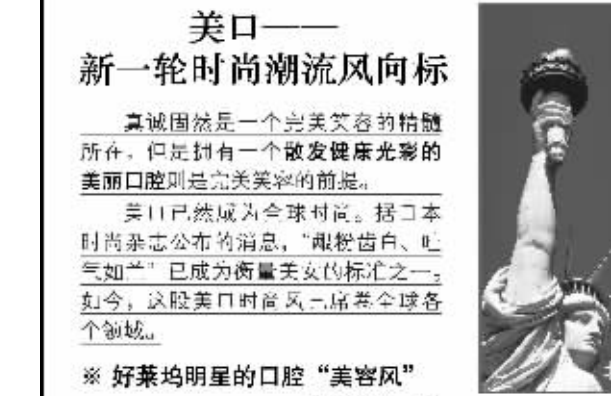 美口——
新一轮时尚潮流风向标
真诚固然是一个完美笑容的精髓
所在，但是拥有一个散发健康光彩的
美丽口腔则是完美笑容的前提。
美口已然成为全球时尚。据日本
时尚杂志公布的消息，“龈粉齿白、吐
气如兰”已成为衡量美女的标准之一。
如今，这股美口时尚风已席卷全球各
个领域。
※ 好莱坞明星的口腔“美容风”